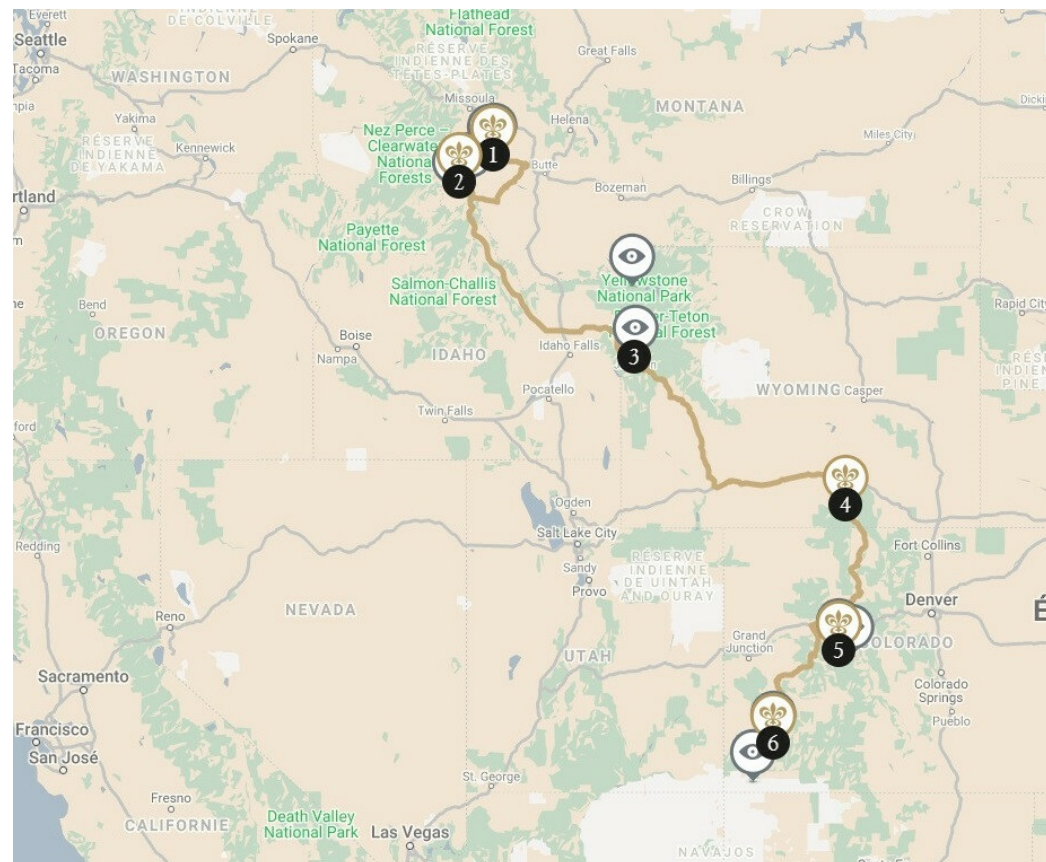 Everett
INDIENNE
DE COLVILLE
Flathead
National Forest
Seattle
Spokane
RÉSERVE
INDIENNE DES
TÊTES-PLATES
Great Falls
Tacoma
WASHINGTON
Missoula
MONTANA
Yakima
Helena
Miles City
RÉSERVE
INDIENNE
DE YAKAMA
Kennewick
Nez Perce –
Clearwater
National
Forests
1
Butte
2
Bozeman
Billings
rtland
CROW
RESERVATION
Payette
National Forest
Salmon-Challis
National Forest
Yellowstone
National Park
Bend
OREGON
Boise
Nampa
IDAHO
Idaho Falls
3
Rapid City
Pocatello
WYOMING
Casper
Twin Falls
4
Ogden
Salt Lake City
Redding
Sandy
Provo
RÉSERVE
INDIENNE
DE UINTAH
AND OURAY
Fort Collins
NEVADA
Reno
Denver
Grand
Junction
5
COLORADO
UTAH
Sacramento
Colorado
Springs
Pueblo
6
Francisco
San José
St. George
Fresno
CALIFORNIE
Death Valley
National Park
Las Vegas
NAVAJOS